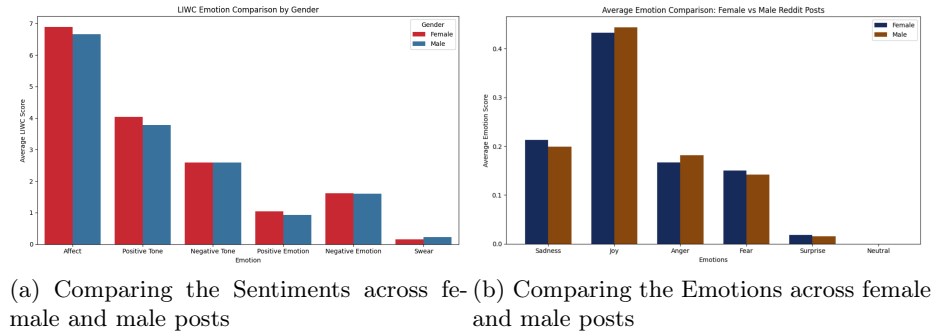 LIWC Emotion Comparison by Gender
Gender
Female
Male
Average LIWC Score
7
6
5
4
3
2
1
0
Affect
Positive Tone
Negative Tone
Positive Emotion
Negative Emotion
Swear
Emotion
Average Emotion Comparison: Female vs Male Reddit Posts
Female
Male
Average Emotion Score
0.4
0.3
0.2
0.1
0.0
Sadness
Joy
Anger
Fear
Surprise
Neutral
Emotions
(a) Comparing the Sentiments across fe-
male and male posts
(b) Comparing the Emotions across female
and male posts